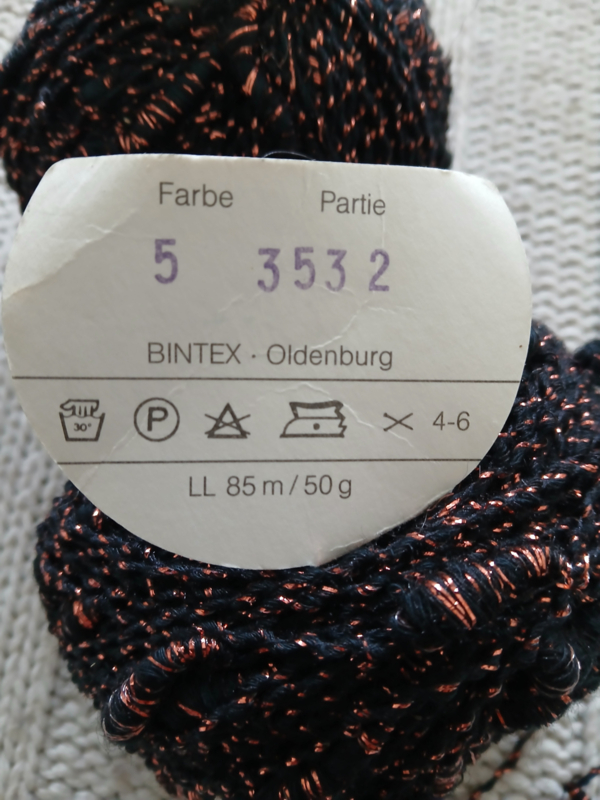 Farbe Partie
5 3532
BINTEX · Oldenburg
30° P 4-6
LL 85 m / 50 g